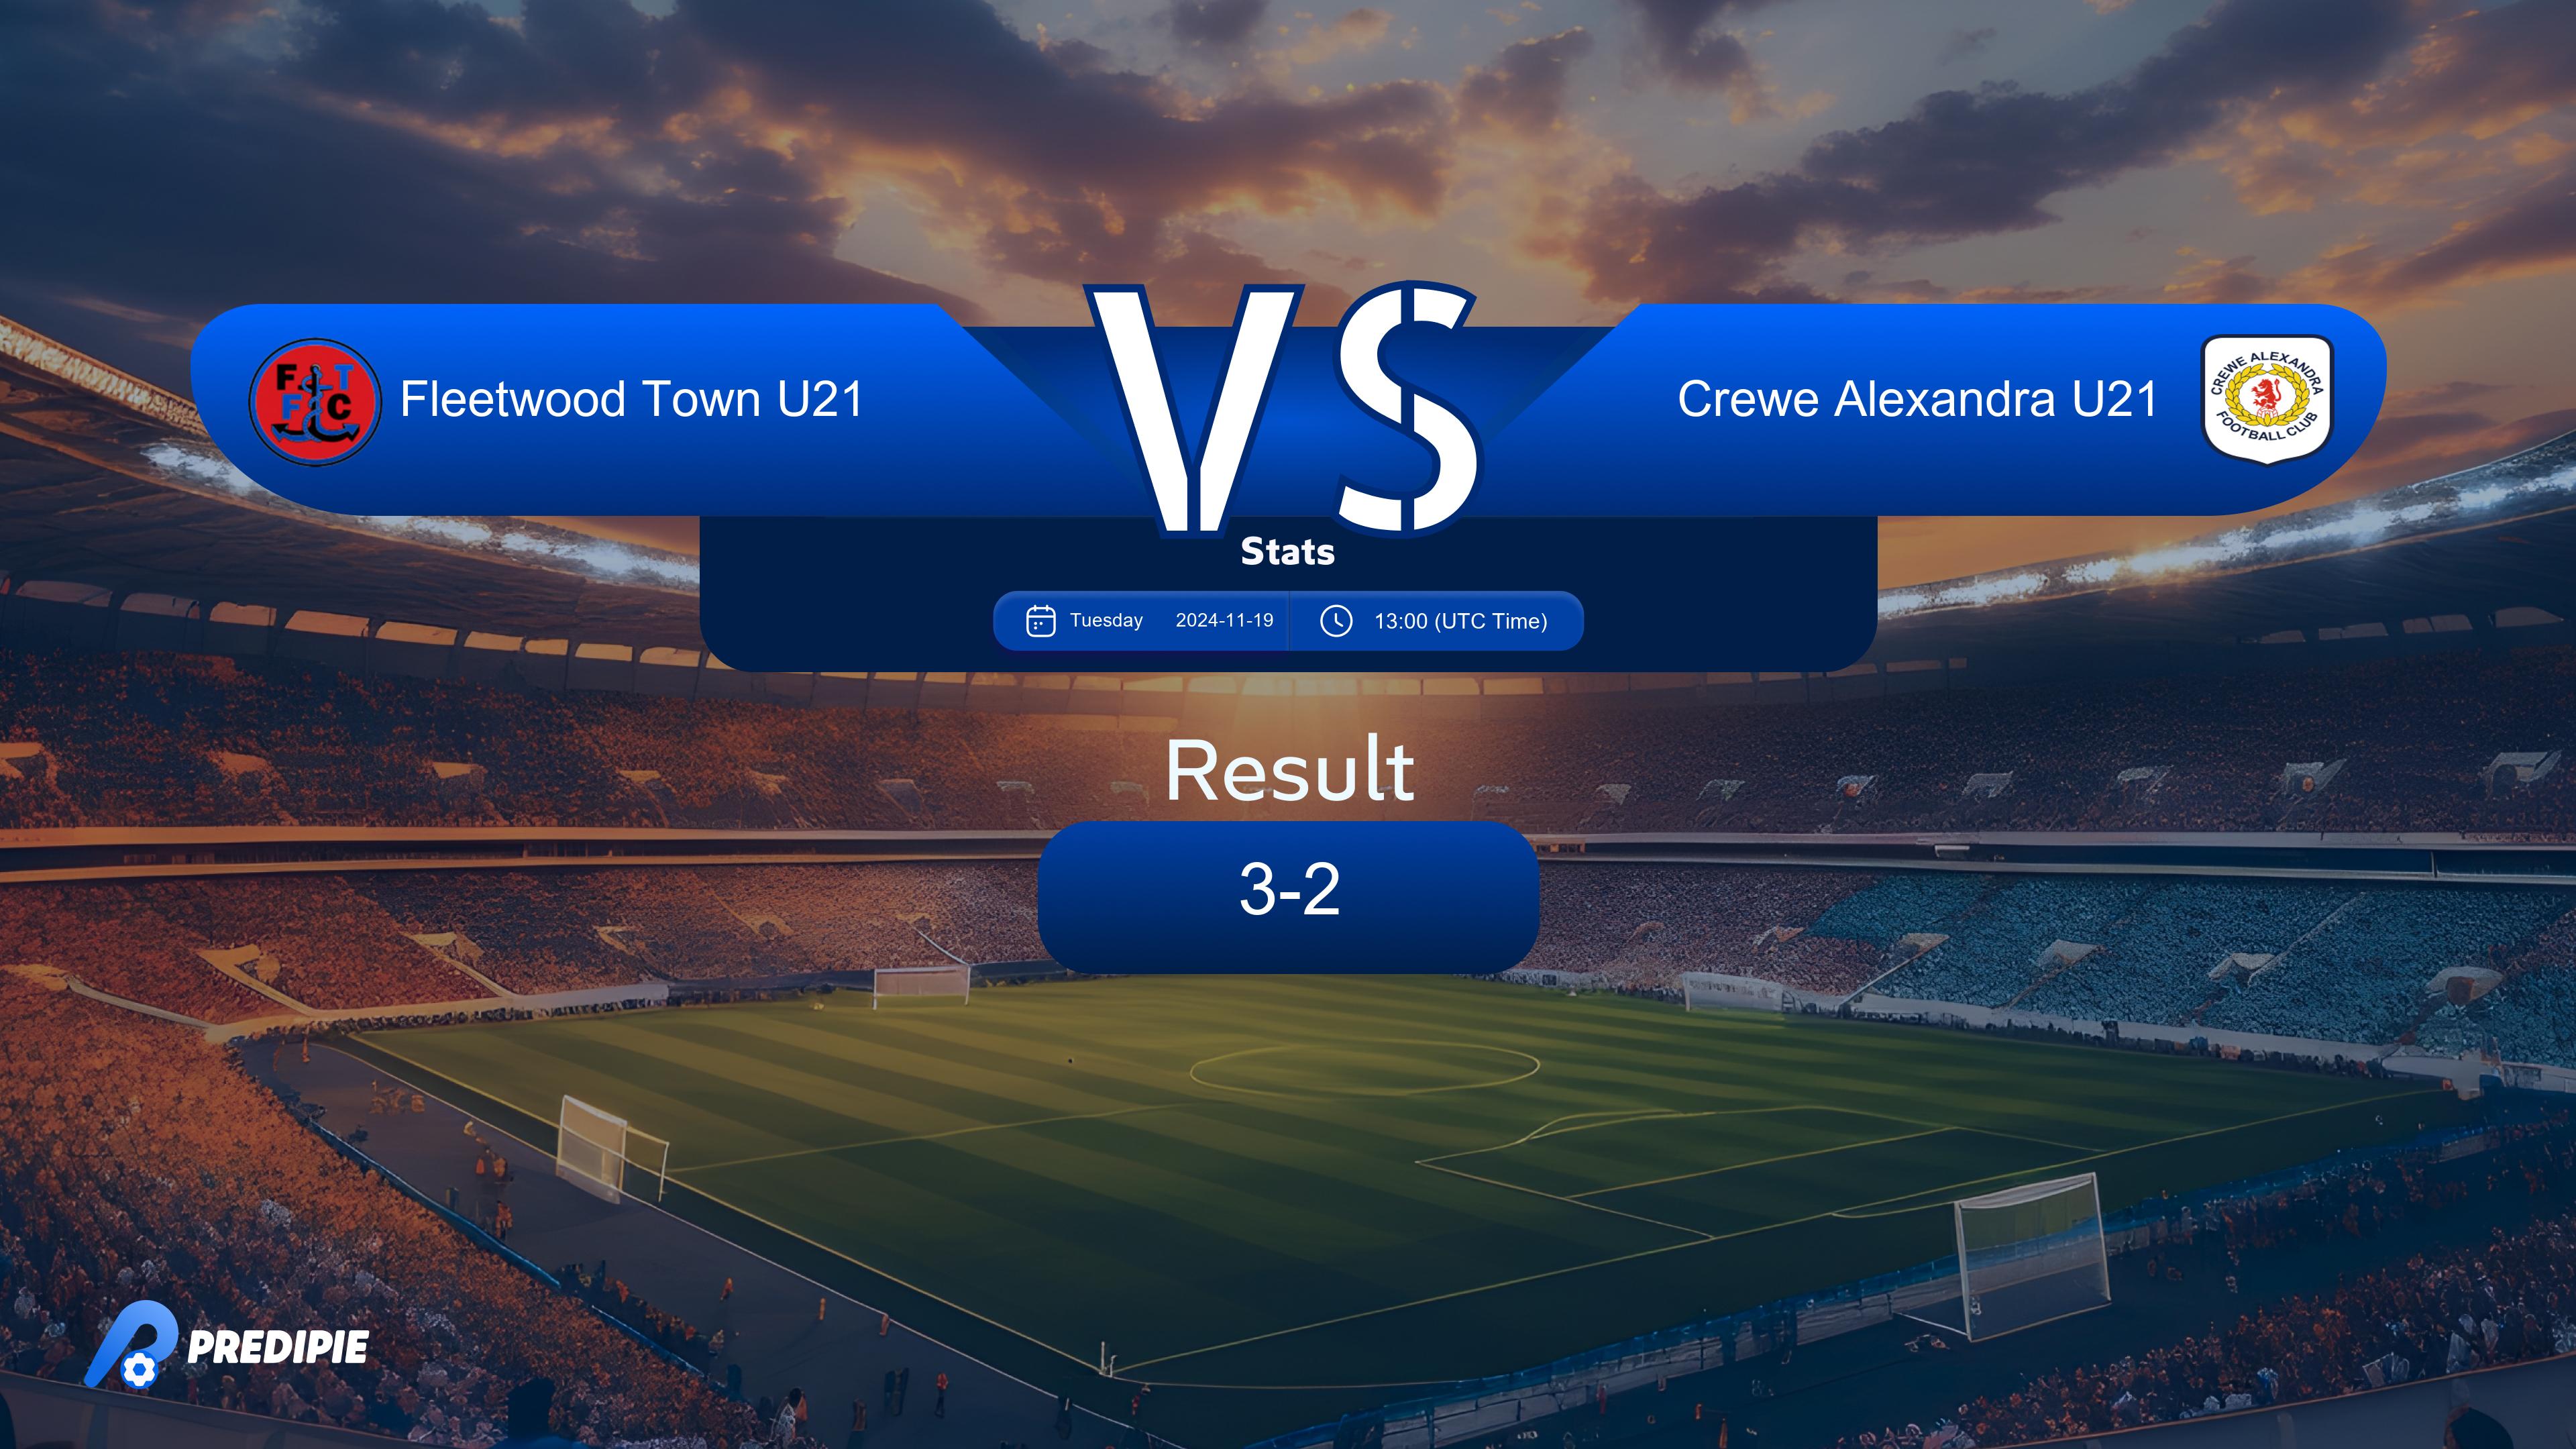 VS
F T
F C
Fleetwood Town U21
Crewe Alexandra U21
CREWE ALEXANDRA
FOOTBALL CLUB
Stats
Tuesday 2024-11-19 13:00 (UTC Time)
Result
3-2
PREDIPIE